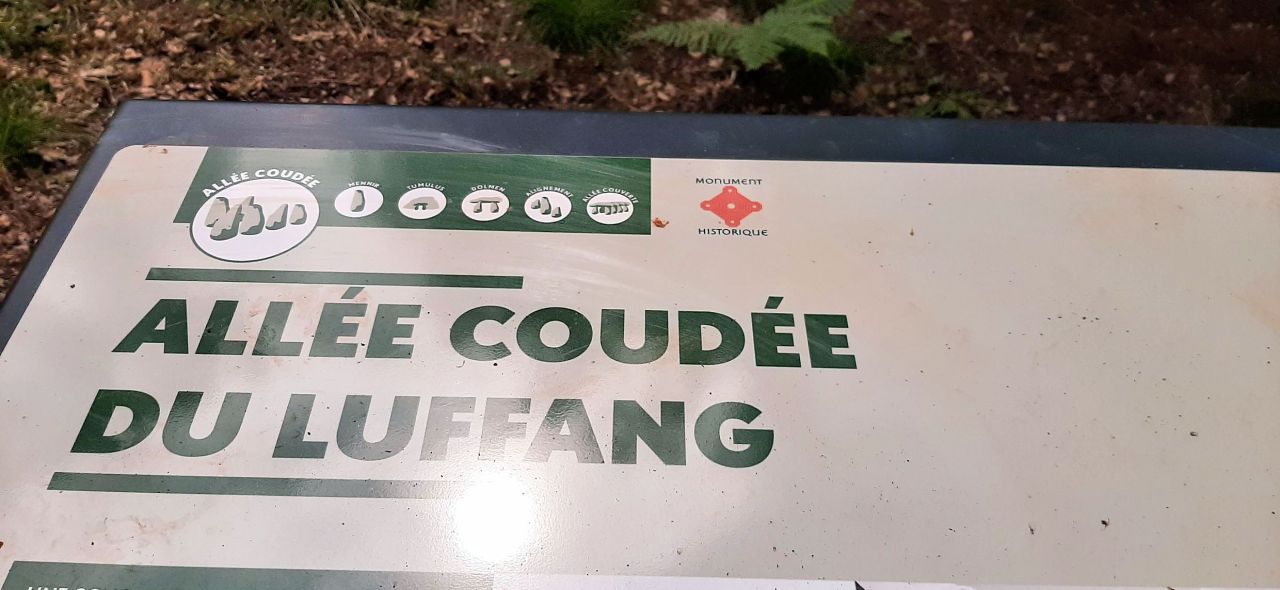 ALLÉE COUDÉE
MENHIR
TUMULUS
DOLMEN
ALIGNEMENT
ALLÉE COUVERTE
MONUMENT
HISTORIQUE
ALLÉE COUDÉE
DU LUFFANG